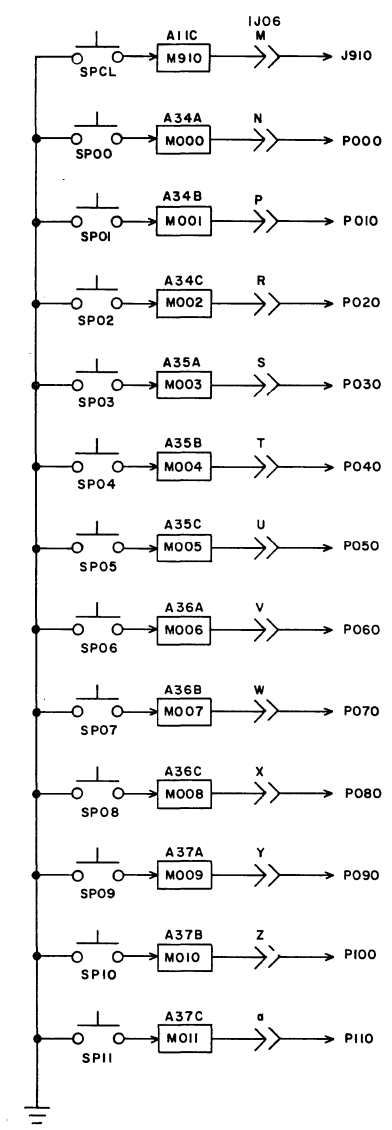 1J06
A11C M
M910 J910
SPCL
A34A N
M000 P000
SP00
A34B P
M001 P010
SP01
A34C R
M002 P020
SP02
A35A S
M003 P030
SP03
A35B T
M004 P040
SP04
A35C U
M005 P050
SP05
A36A V
M006 P060
SP06
A36B W
M007 P070
SP07
A36C X
M008 P080
SP08
A37A Y
M009 P090
SP09
A37B Z
M010 P100
SP10
A37C a
M011 P110
SP11